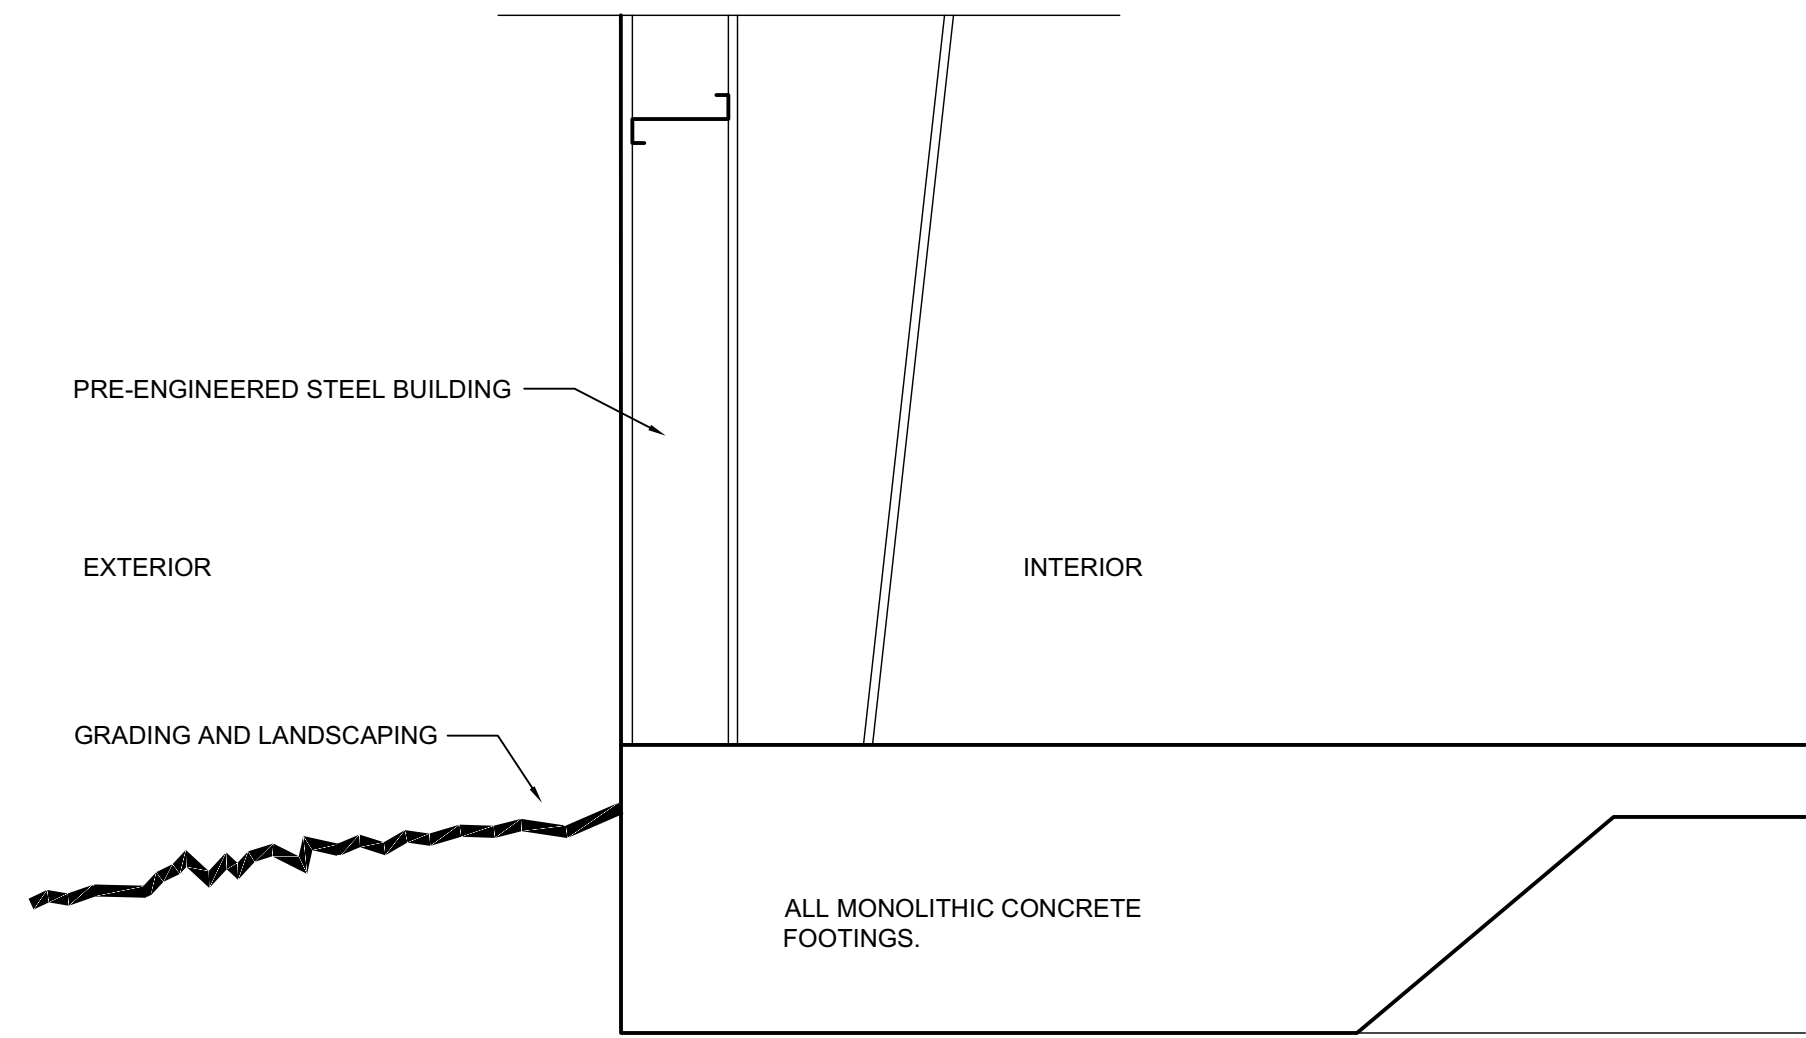 PRE-ENGINEERED STEEL BUILDING
EXTERIOR
INTERIOR
GRADING AND LANDSCAPING
ALL MONOLITHIC CONCRETE
FOOTINGS.